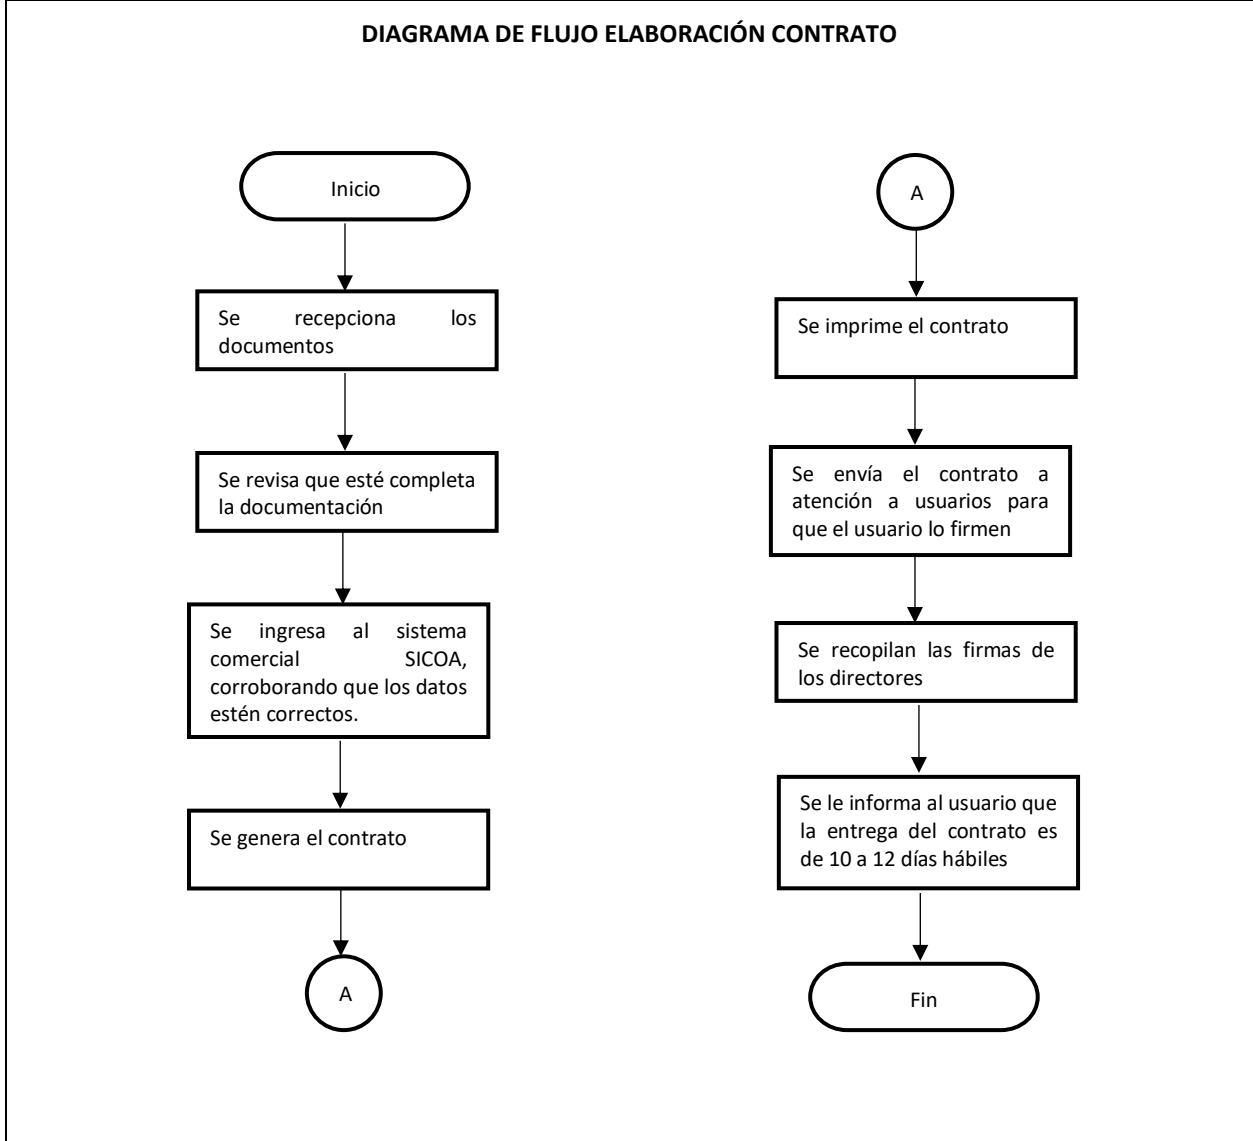 DIAGRAMA DE FLUJO ELABORACIÓN CONTRATO
Inicio
Se recepciona los
documentos
Se revisa que esté completa
la documentación
Se ingresa al sistema
comercial SICOA,
corroborando que los datos
estén correctos.
Se genera el contrato
A
A
Se imprime el contrato
Se envía el contrato a
atención a usuarios para
que el usuario lo firmen
Se recopilan las firmas de
los directores
Se le informa al usuario que
la entrega del contrato es
de 10 a 12 días hábiles
Fin